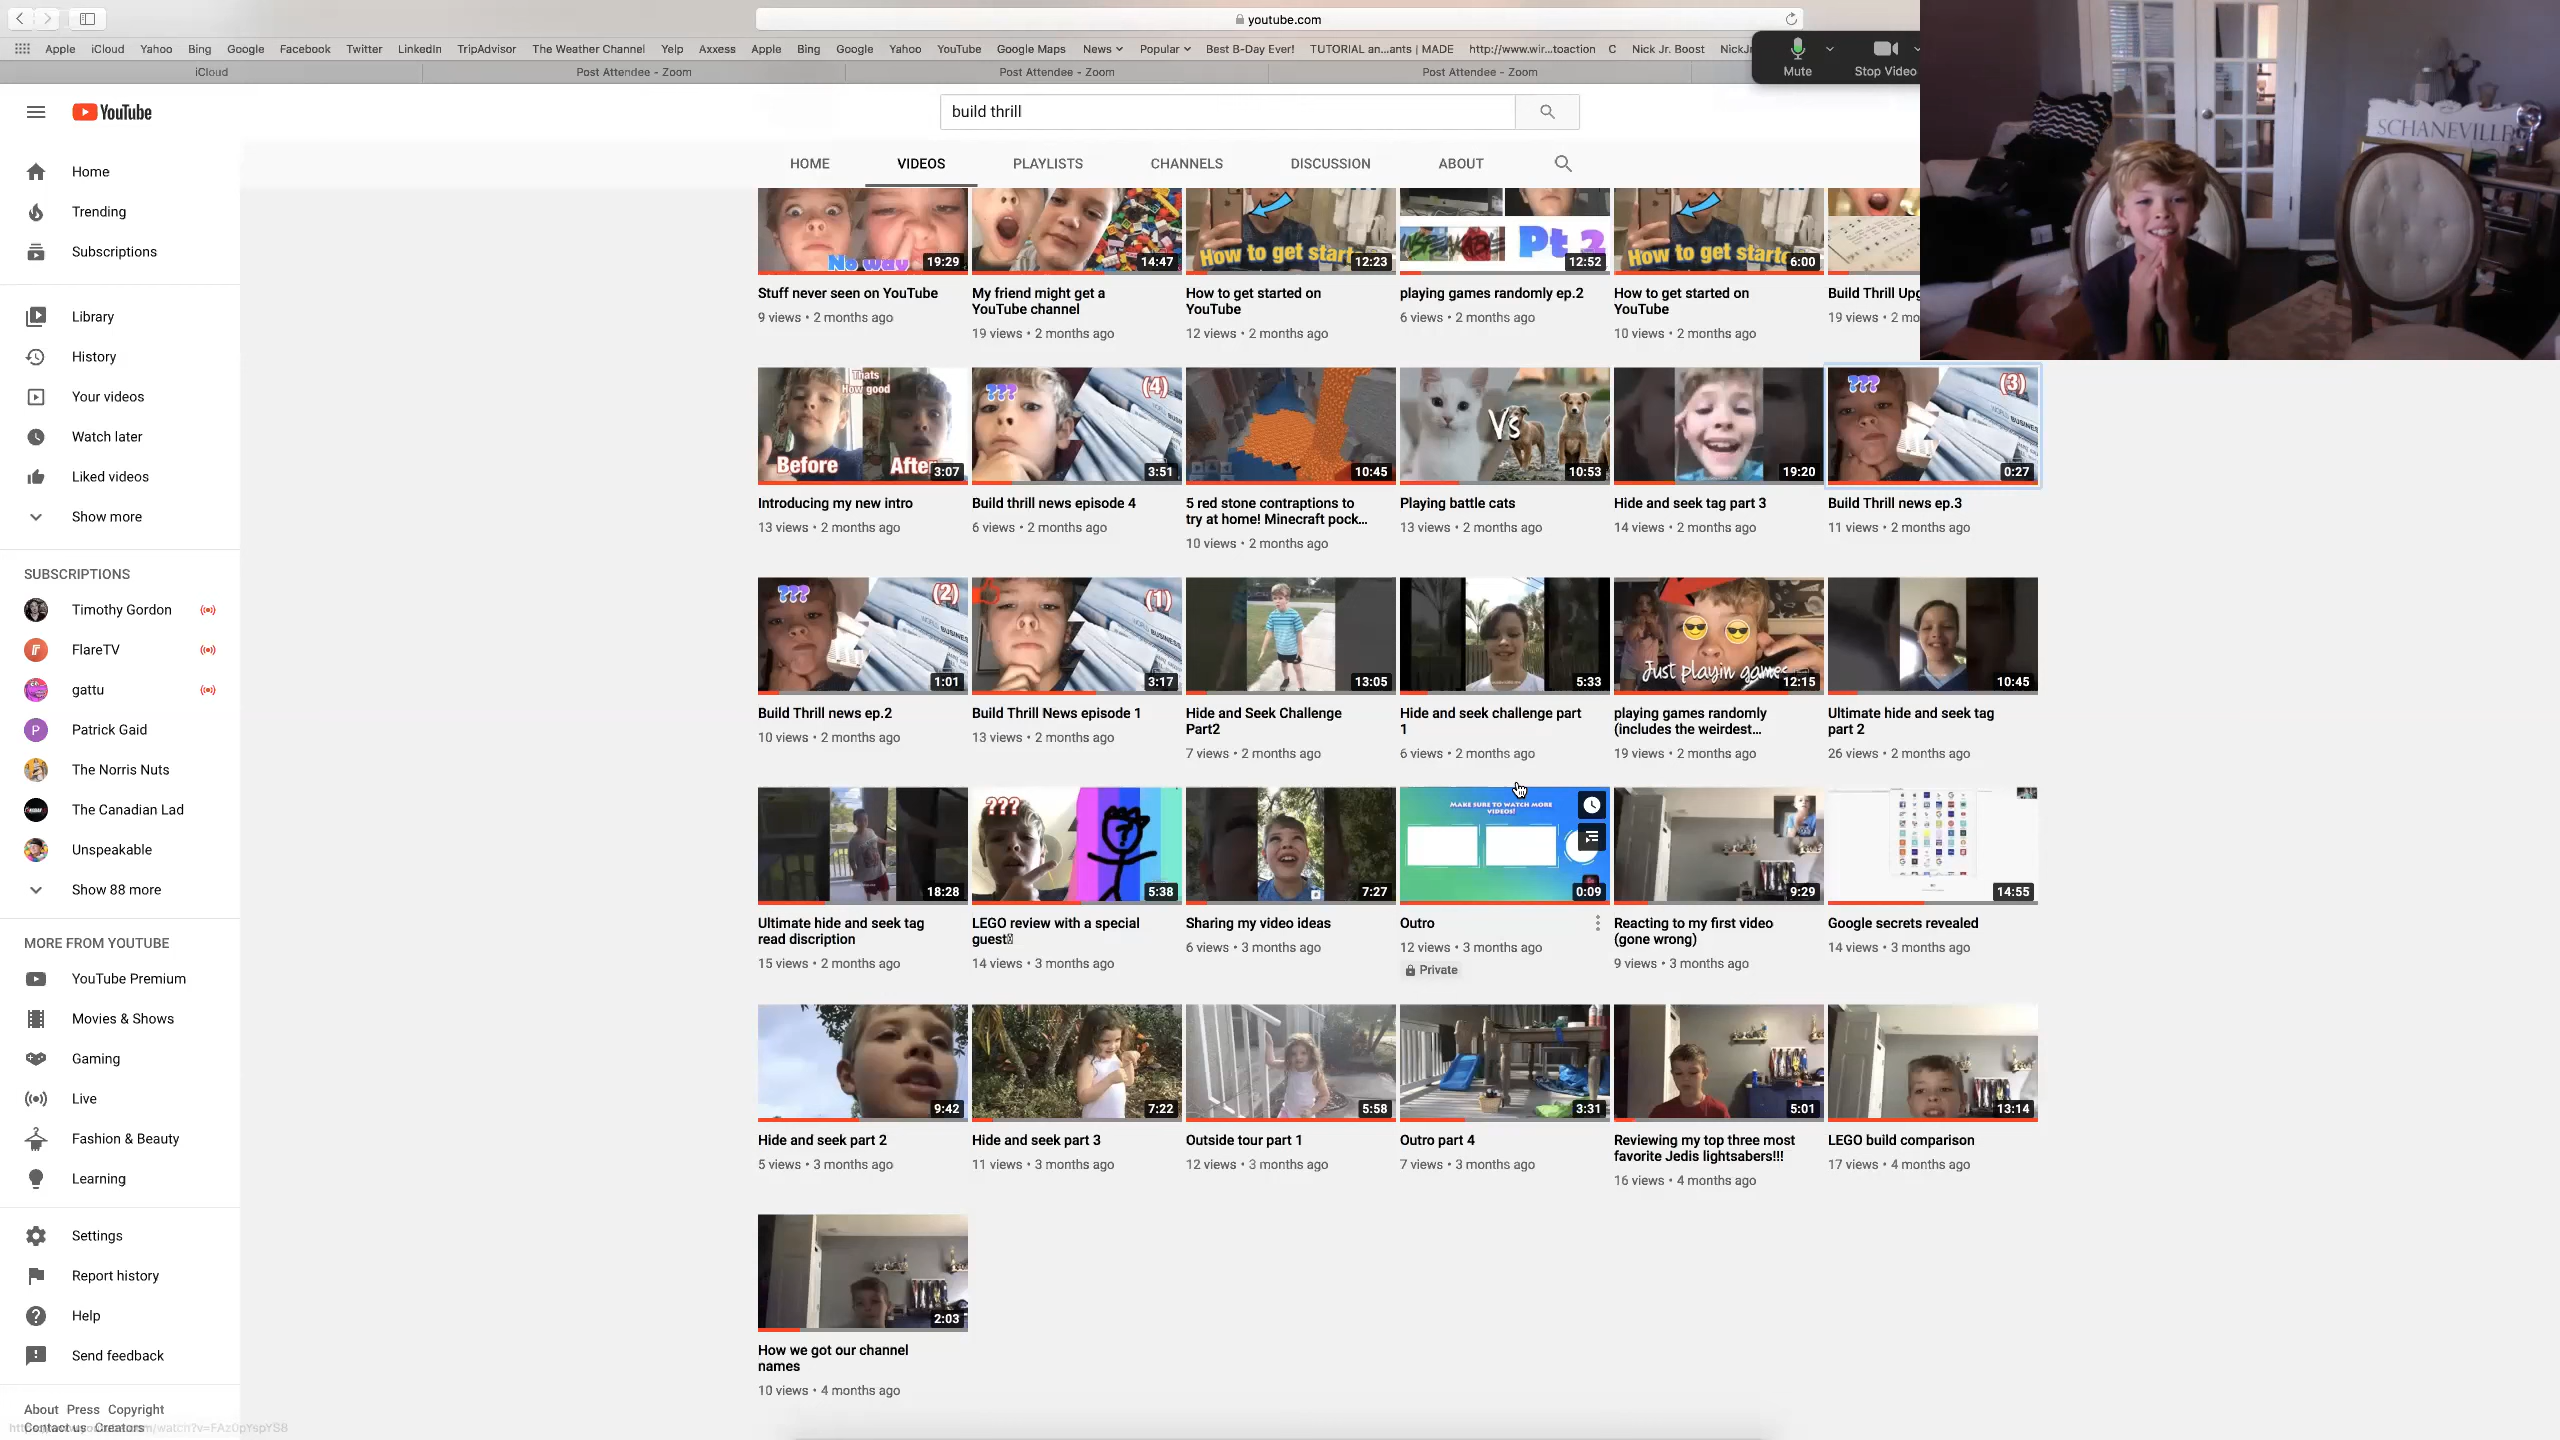 youtube.com
Apple iCloud Yahoo Bing Google Facebook Twitter LinkedIn TripAdvisor The Weather Channel Yelp Axxess Apple Bing Google Yahoo YouTube Google Maps News Popular Best B-Day Ever! TUTORIAL an...ants | MADE http://www.wir...toaction C Nick Jr. Boost NickJr
iCloud Post Attendee - Zoom Post Attendee - Zoom Post Attendee - Zoom
Mute Stop Video
SCHANEVILLE
YouTube
build thrill
HOME VIDEOS PLAYLISTS CHANNELS DISCUSSION ABOUT
Home
Trending
Subscriptions
Library
History
Your videos
Watch later
Liked videos
Show more
SUBSCRIPTIONS
Timothy Gordon
FlareTV
gattu
P Patrick Gaid
The Norris Nuts
The Canadian Lad
Unspeakable
Show 88 more
MORE FROM YOUTUBE
YouTube Premium
Movies & Shows
Gaming
Live
Fashion & Beauty
Learning
Settings
Report history
Help
Send feedback
About Press Copyright
Contact us Creators
No way 19:29
Stuff never seen on YouTube
9 views • 2 months ago
14:47
My friend might get a
YouTube channel
19 views • 2 months ago
How to get start 12:23
How to get started on
YouTube
12 views • 2 months ago
Pt 2 12:52
playing games randomly ep.2
6 views • 2 months ago
How to get starte 6:00
How to get started on
YouTube
10 views • 2 months ago
Build Thrill Upg
19 views • 2 mo
Thats
How good
Before Afte 3:07
Introducing my new intro
13 views • 2 months ago
??? (4)
3:51
Build thrill news episode 4
6 views • 2 months ago
10:45
5 red stone contraptions to
try at home! Minecraft pock...
10 views • 2 months ago
Vs
10:53
Playing battle cats
13 views • 2 months ago
19:20
Hide and seek tag part 3
14 views • 2 months ago
??? (3)
0:27
Build Thrill news ep.3
11 views • 2 months ago
??? (2)
BUSINES
1:01
Build Thrill news ep.2
10 views • 2 months ago
(1)
BUSINES
3:17
Build Thrill News episode 1
13 views • 2 months ago
13:05
Hide and Seek Challenge
Part2
7 views • 2 months ago
5:33
Hide and seek challenge part
1
6 views • 2 months ago
Just playin games 12:15
playing games randomly
(includes the weirdest...
19 views • 2 months ago
10:45
Ultimate hide and seek tag
part 2
26 views • 2 months ago
18:28
Ultimate hide and seek tag
read discription
15 views • 2 months ago
???
5:38
LEGO review with a special
guest
14 views • 3 months ago
7:27
Sharing my video ideas
6 views • 3 months ago
MAKE SURE TO WATCH MORE
VIDEOS!
0:09
Outro
12 views • 3 months ago
Private
9:29
Reacting to my first video
(gone wrong)
9 views • 3 months ago
14:55
Google secrets revealed
14 views • 3 months ago
9:42
Hide and seek part 2
5 views • 3 months ago
7:22
Hide and seek part 3
11 views • 3 months ago
5:58
Outside tour part 1
12 views • 3 months ago
3:31
Outro part 4
7 views • 3 months ago
5:01
Reviewing my top three most
favorite Jedis lightsabers!!!
16 views • 4 months ago
13:14
LEGO build comparison
17 views • 4 months ago
2:03
How we got our channel
names
10 views • 4 months ago